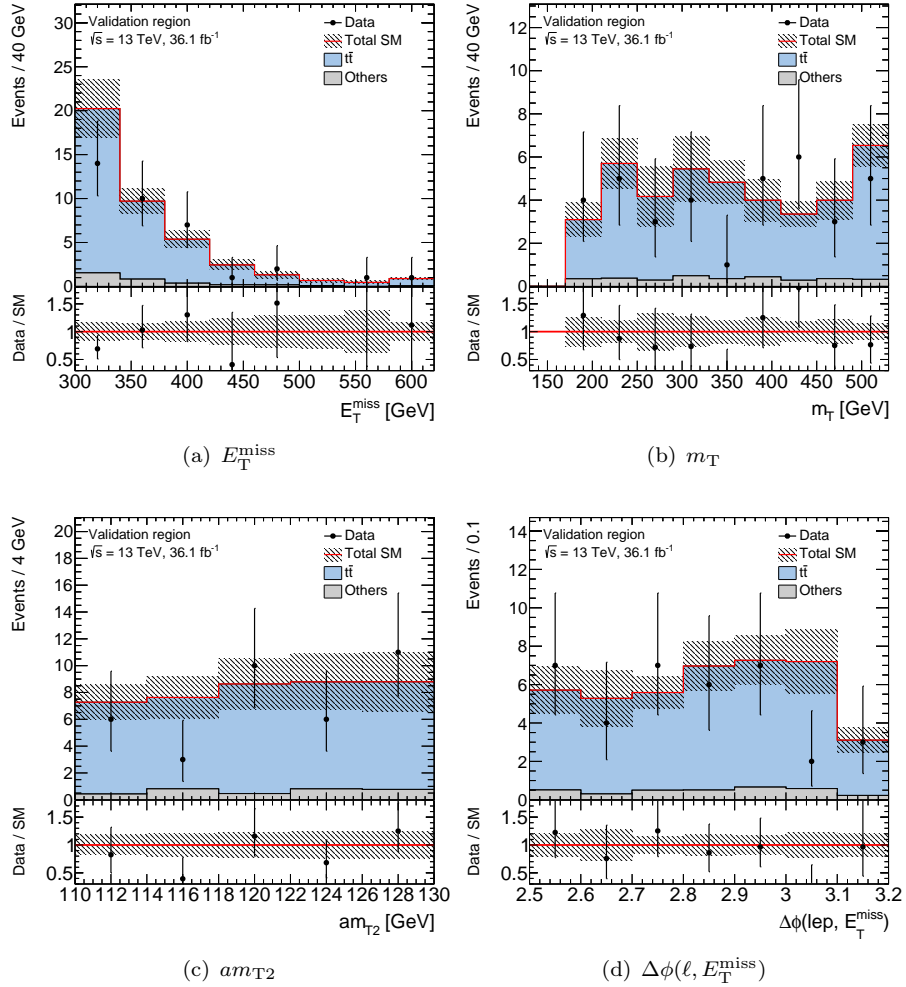 Events / 40 GeV
Validation region
√s = 13 TeV, 36.1 fb⁻¹
Data
Total SM
tt̄
Others
30
25
20
15
10
5
0
Data / SM
1.5
1
0.5
300 350 400 450 500 550 600
E_T^miss [GeV]
(a) E_T^miss
Events / 40 GeV
Validation region
√s = 13 TeV, 36.1 fb⁻¹
Data
Total SM
tt̄
Others
12
10
8
6
4
2
0
Data / SM
1.5
1
0.5
150 200 250 300 350 400 450 500
m_T [GeV]
(b) m_T
Events / 4 GeV
Validation region
√s = 13 TeV, 36.1 fb⁻¹
Data
Total SM
tt̄
Others
20
18
16
14
12
10
8
6
4
2
0
Data / SM
1.5
1
0.5
110 112 114 116 118 120 122 124 126 128 130
am_T2 [GeV]
(c) am_T2
Events / 0.1
Validation region
√s = 13 TeV, 36.1 fb⁻¹
Data
Total SM
tt̄
Others
14
12
10
8
6
4
2
0
Data / SM
1.5
1
0.5
2.5 2.6 2.7 2.8 2.9 3 3.1 3.2
Δϕ(lep, E_T^miss)
(d) Δϕ(ℓ, E_T^miss)